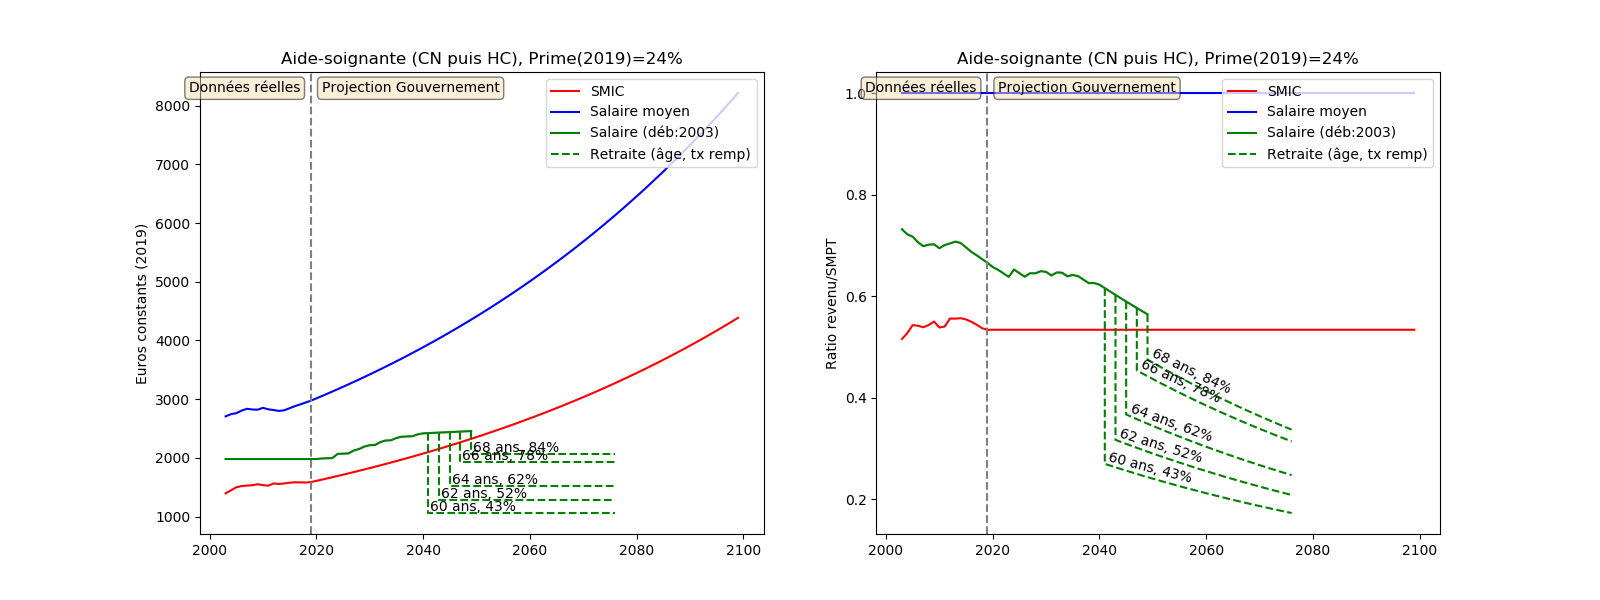 Aide-soignante (CN puis HC), Prime(2019)=24%
Données réelles
Projection Gouvernement
SMIC
Salaire moyen
Salaire (déb:2003)
Retraite (âge, tx remp)
Euros constants (2019)
8000
7000
6000
5000
4000
3000
2000
1000
68 ans, 84%
66 ans, 78%
64 ans, 62%
62 ans, 52%
60 ans, 43%
2000
2020
2040
2060
2080
2100
Aide-soignante (CN puis HC), Prime(2019)=24%
Données réelles
Projection Gouvernement
SMIC
Salaire moyen
Salaire (déb:2003)
Retraite (âge, tx remp)
Ratio revenu/SMPT
1.0
0.8
0.6
0.4
0.2
68 ans, 84%
66 ans, 78%
64 ans, 62%
62 ans, 52%
60 ans, 43%
2000
2020
2040
2060
2080
2100